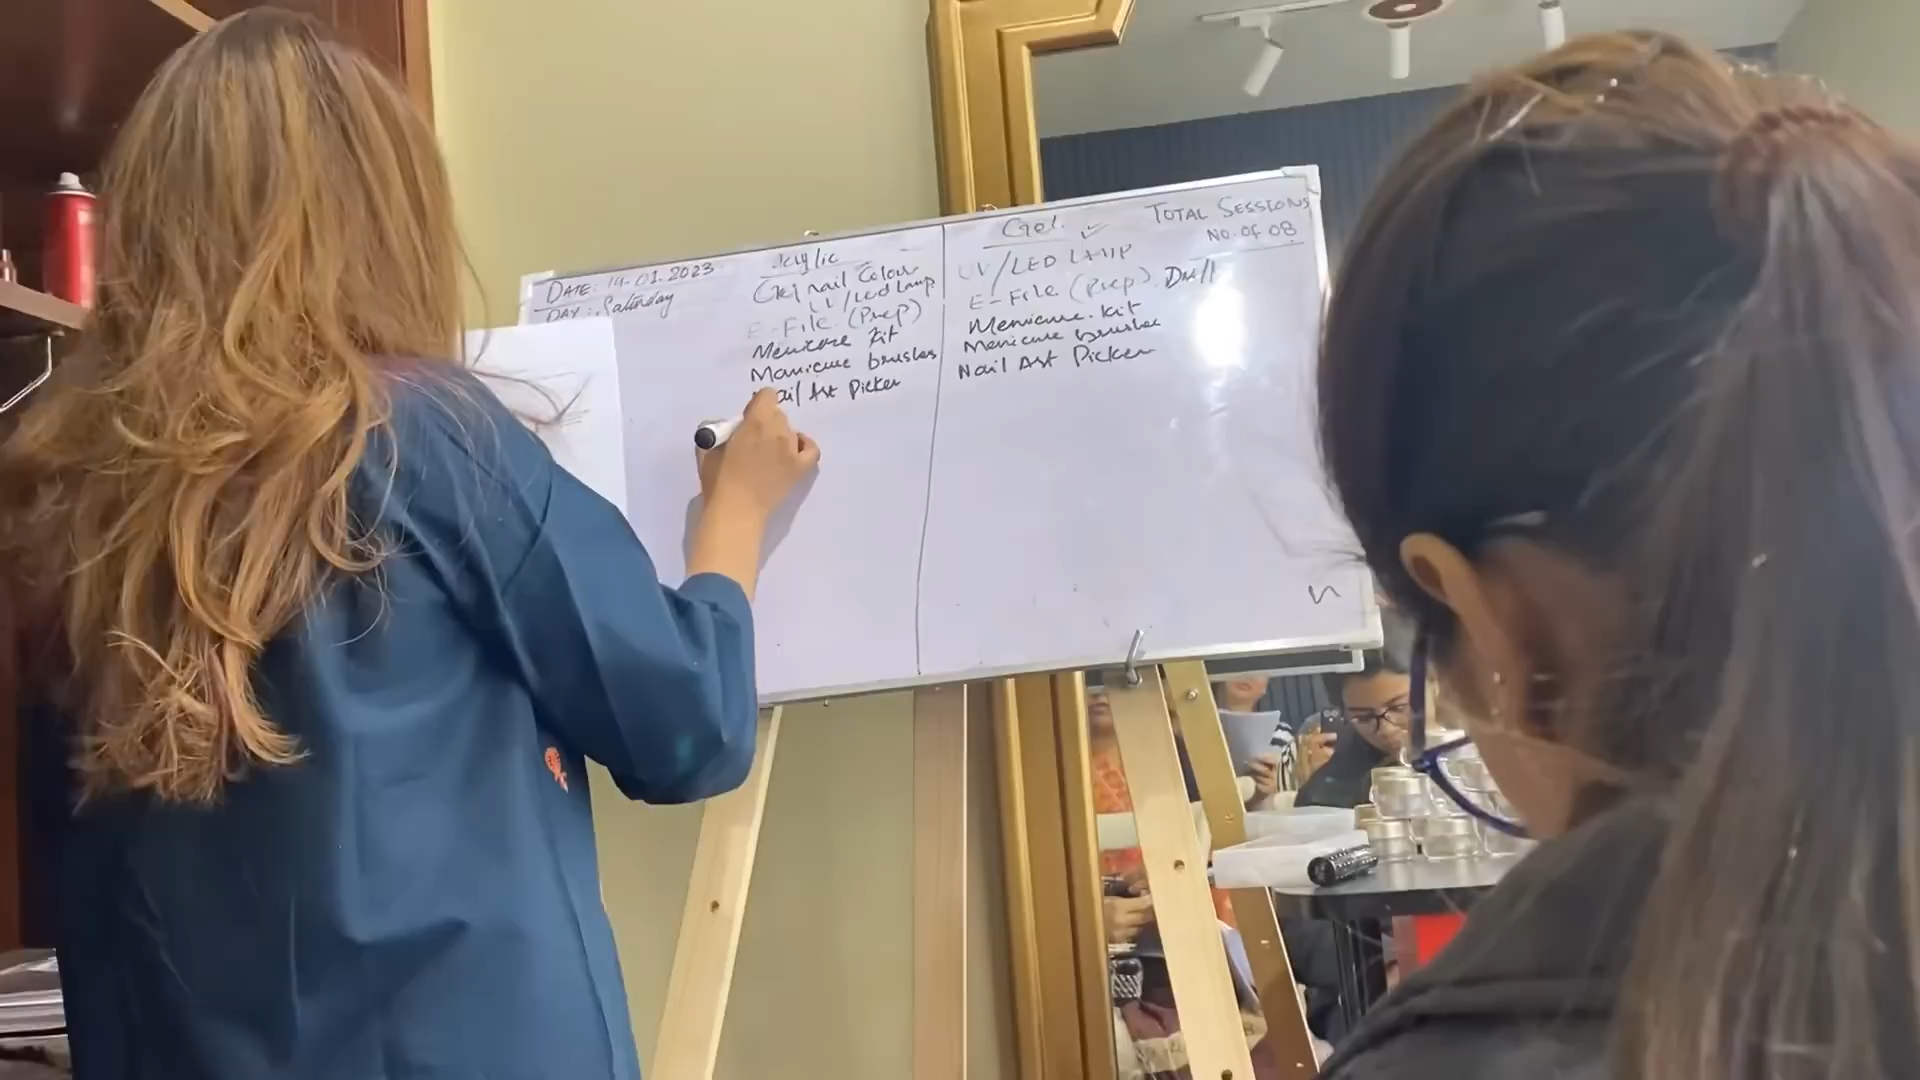 DATE: 14.01.2023
DAY: Saturday
Acrylic
Gel nail Colour
UV/Led Lamp
E-File (Prep)
Menicure Kit
Manicure brushes
Nail Art Picker
Gel
UV/LED LAMP
E-File (Prep) Drill
Menicure Kit
Manicure brushes
Nail Art Picker
TOTAL SESSIONS
NO. OF 08